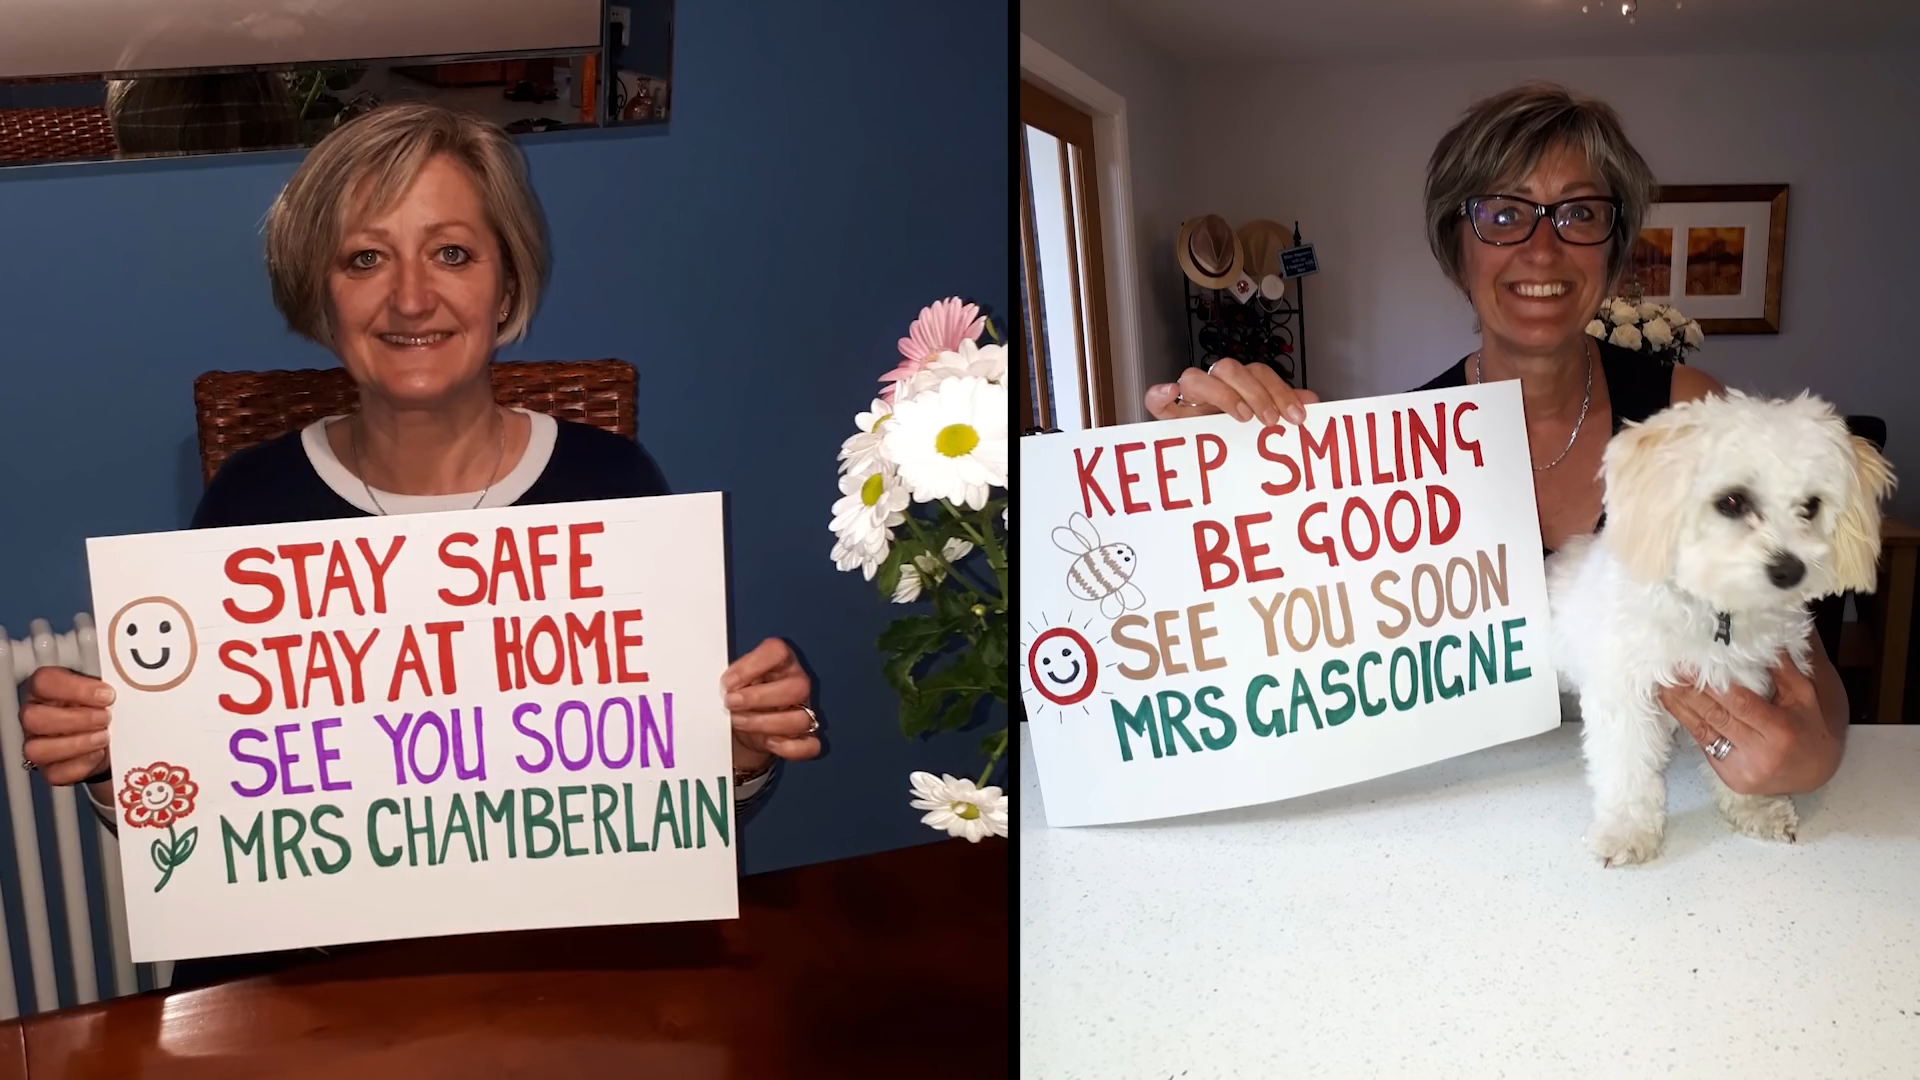 STAY SAFE
STAY AT HOME
SEE YOU SOON
MRS CHAMBERLAIN
KEEP SMILING
BE GOOD
SEE YOU SOON
MRS GASCOIGNE